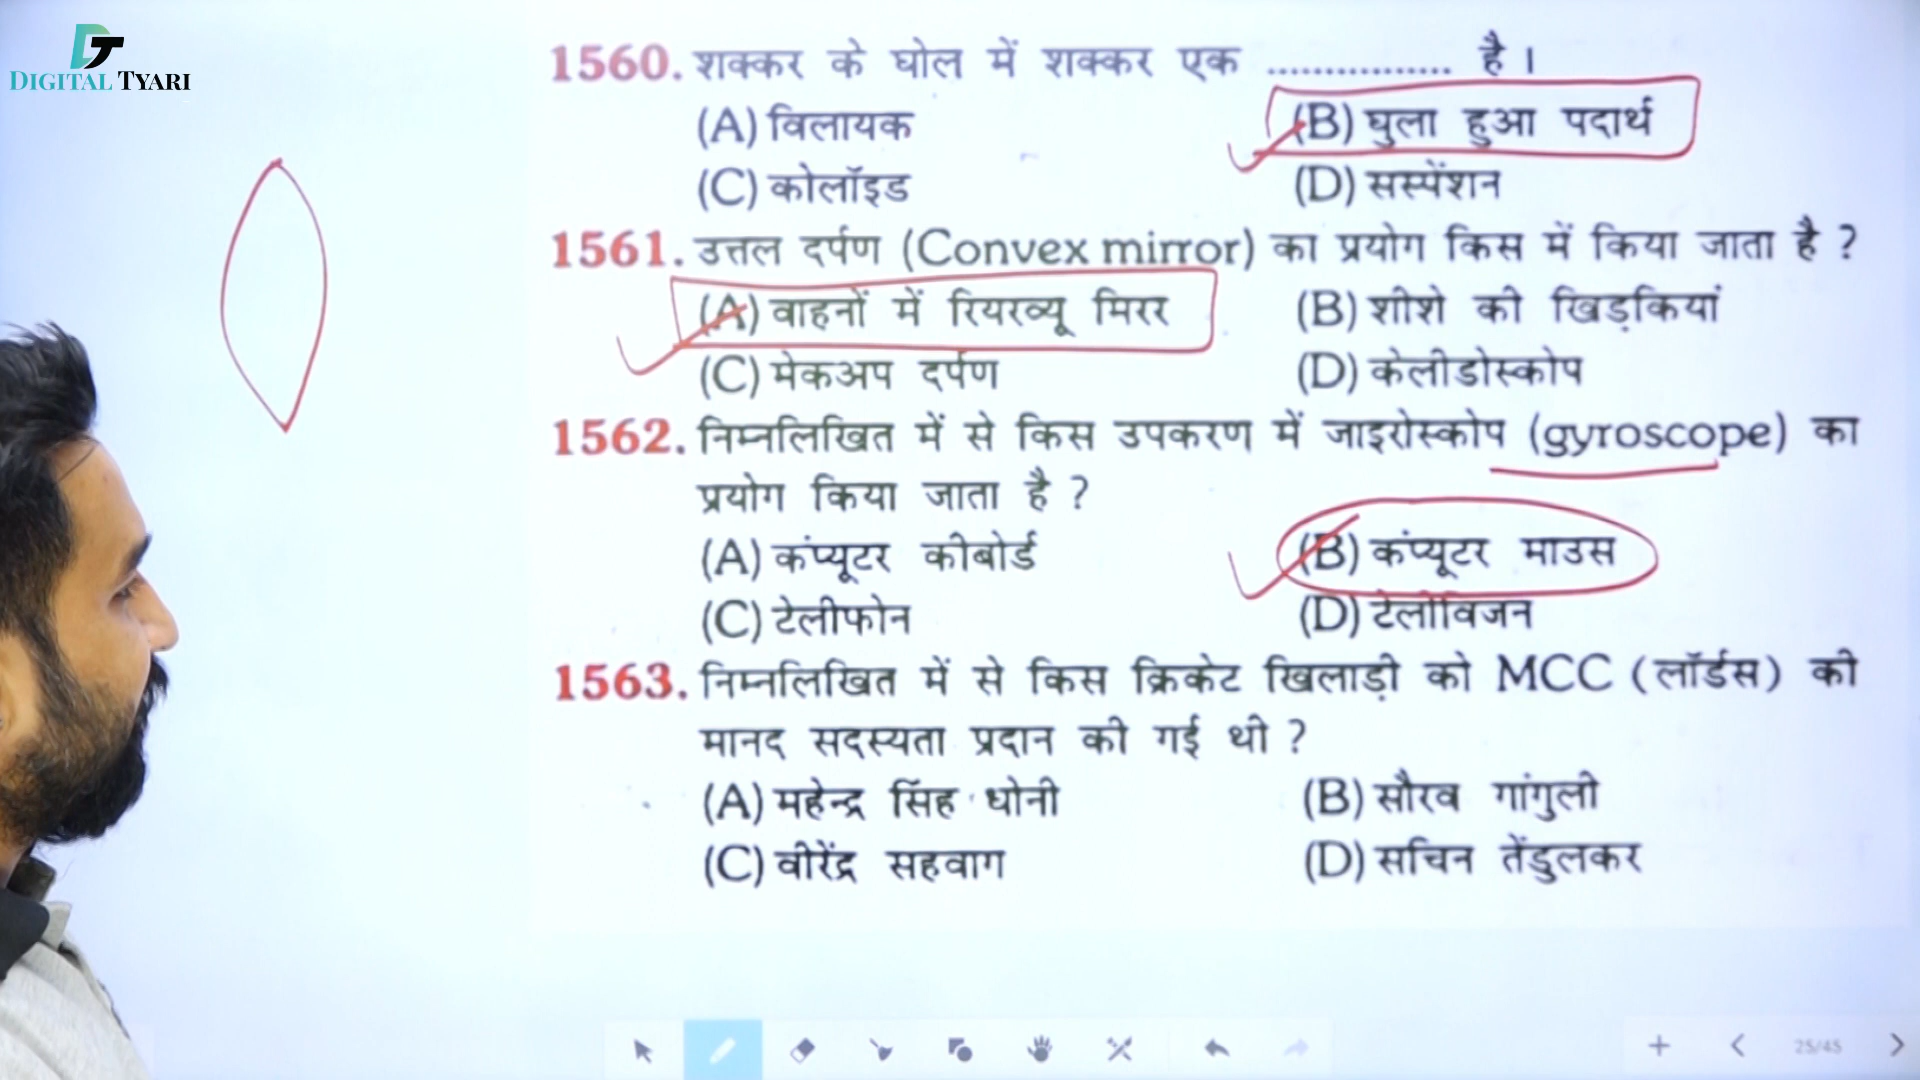 DT
DIGITAL TYARI
1560. शक्कर के घोल में शक्कर एक ................ है ।
(A) विलायक (B) घुला हुआ पदार्थ
(C) कोलॉइड (D) सस्पेंशन
1561. उत्तल दर्पण (Convex mirror) का प्रयोग किस में किया जाता है ?
(A) वाहनों में रियरव्यू मिरर (B) शीशे की खिड़कियां
(C) मेकअप दर्पण (D) केलीडोस्कोप
1562. निम्नलिखित में से किस उपकरण में जाइरोस्कोप (gyroscope) का
प्रयोग किया जाता है ?
(A) कंप्यूटर कीबोर्ड (B) कंप्यूटर माउस
(C) टेलीफोन (D) टेलीविजन
1563. निम्नलिखित में से किस क्रिकेट खिलाड़ी को MCC (लॉर्डस) की
मानद सदस्यता प्रदान की गई थी ?
(A) महेन्द्र सिंह धोनी (B) सौरव गांगुली
(C) वीरेंद्र सहवाग (D) सचिन तेंडुलकर
25/45